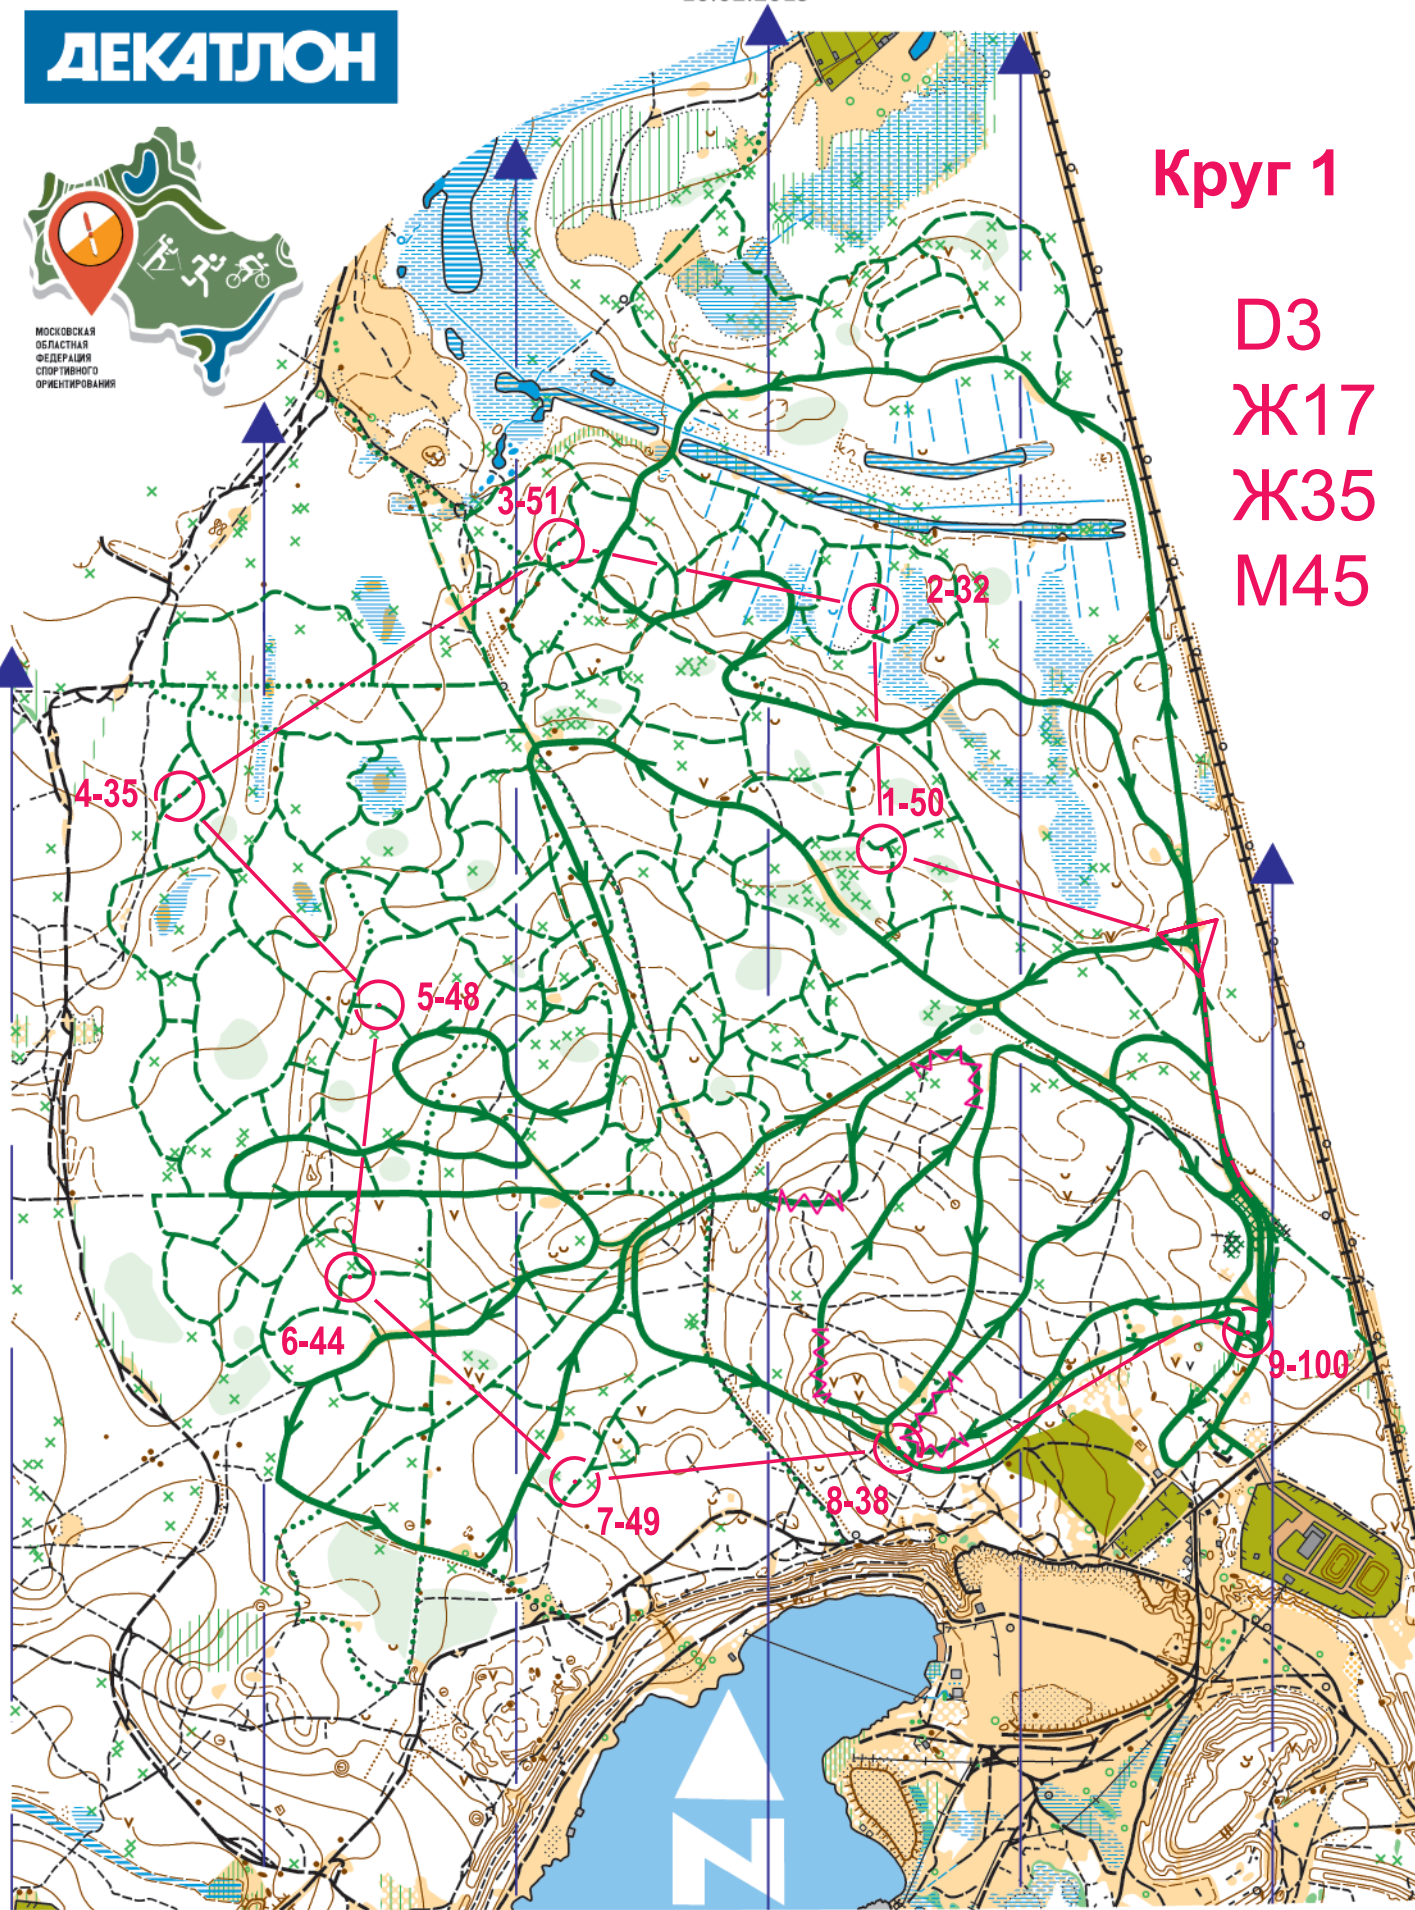 ДЕКАТЛОН
МОСКОВСКАЯ
ОБЛАСТНАЯ
ФЕДЕРАЦИЯ
СПОРТИВНОГО
ОРИЕНТИРОВАНИЯ
Круг 1
D3
Ж17
Ж35
М45
3-51
2-32
4-35
1-50
5-48
6-44
9-100
8-38
7-49
N